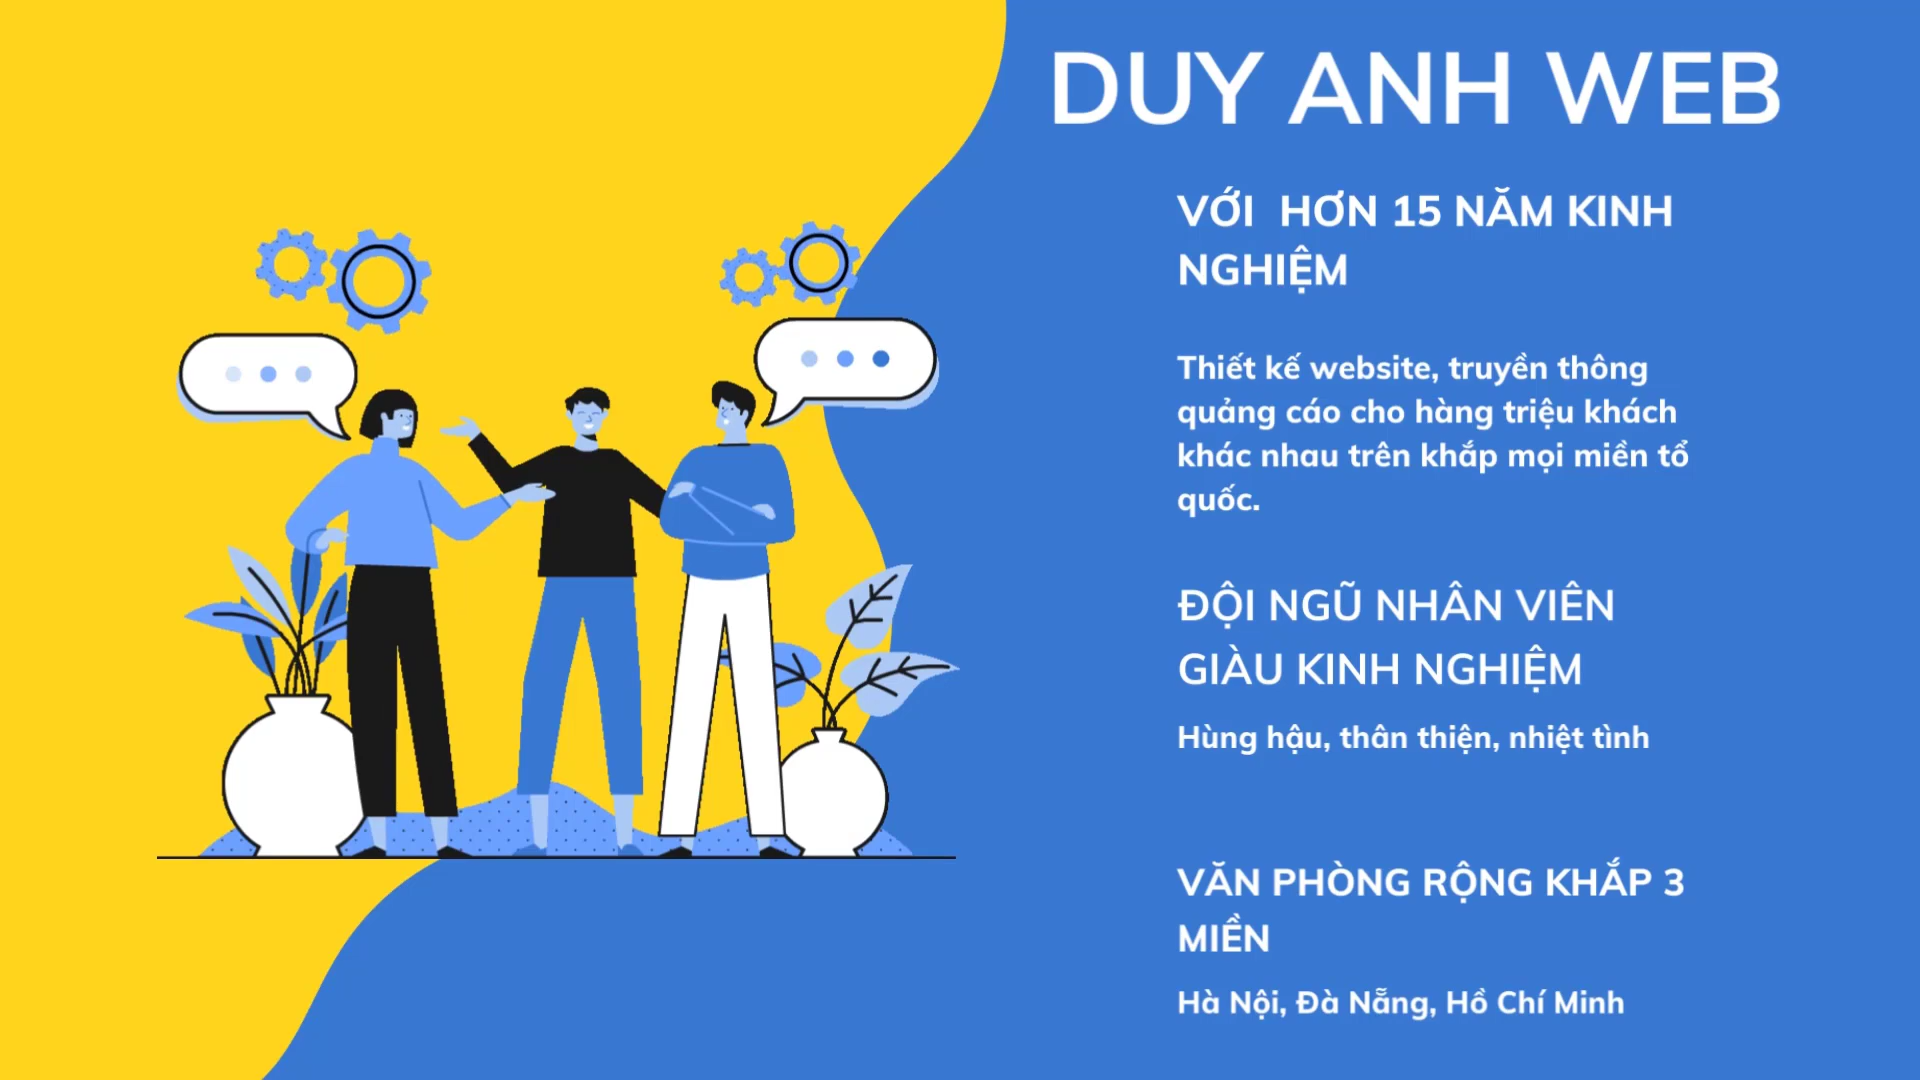 DUY ANH WEB
VỚI HƠN 15 NĂM KINH
NGHIỆM
Thiết kế website, truyền thông
quảng cáo cho hàng triệu khách
khác nhau trên khắp mọi miền tổ
quốc.
ĐỘI NGŨ NHÂN VIÊN
GIÀU KINH NGHIỆM
Hùng hậu, thân thiện, nhiệt tình
VĂN PHÒNG RỘNG KHẮP 3
MIỀN
Hà Nội, Đà Nẵng, Hồ Chí Minh